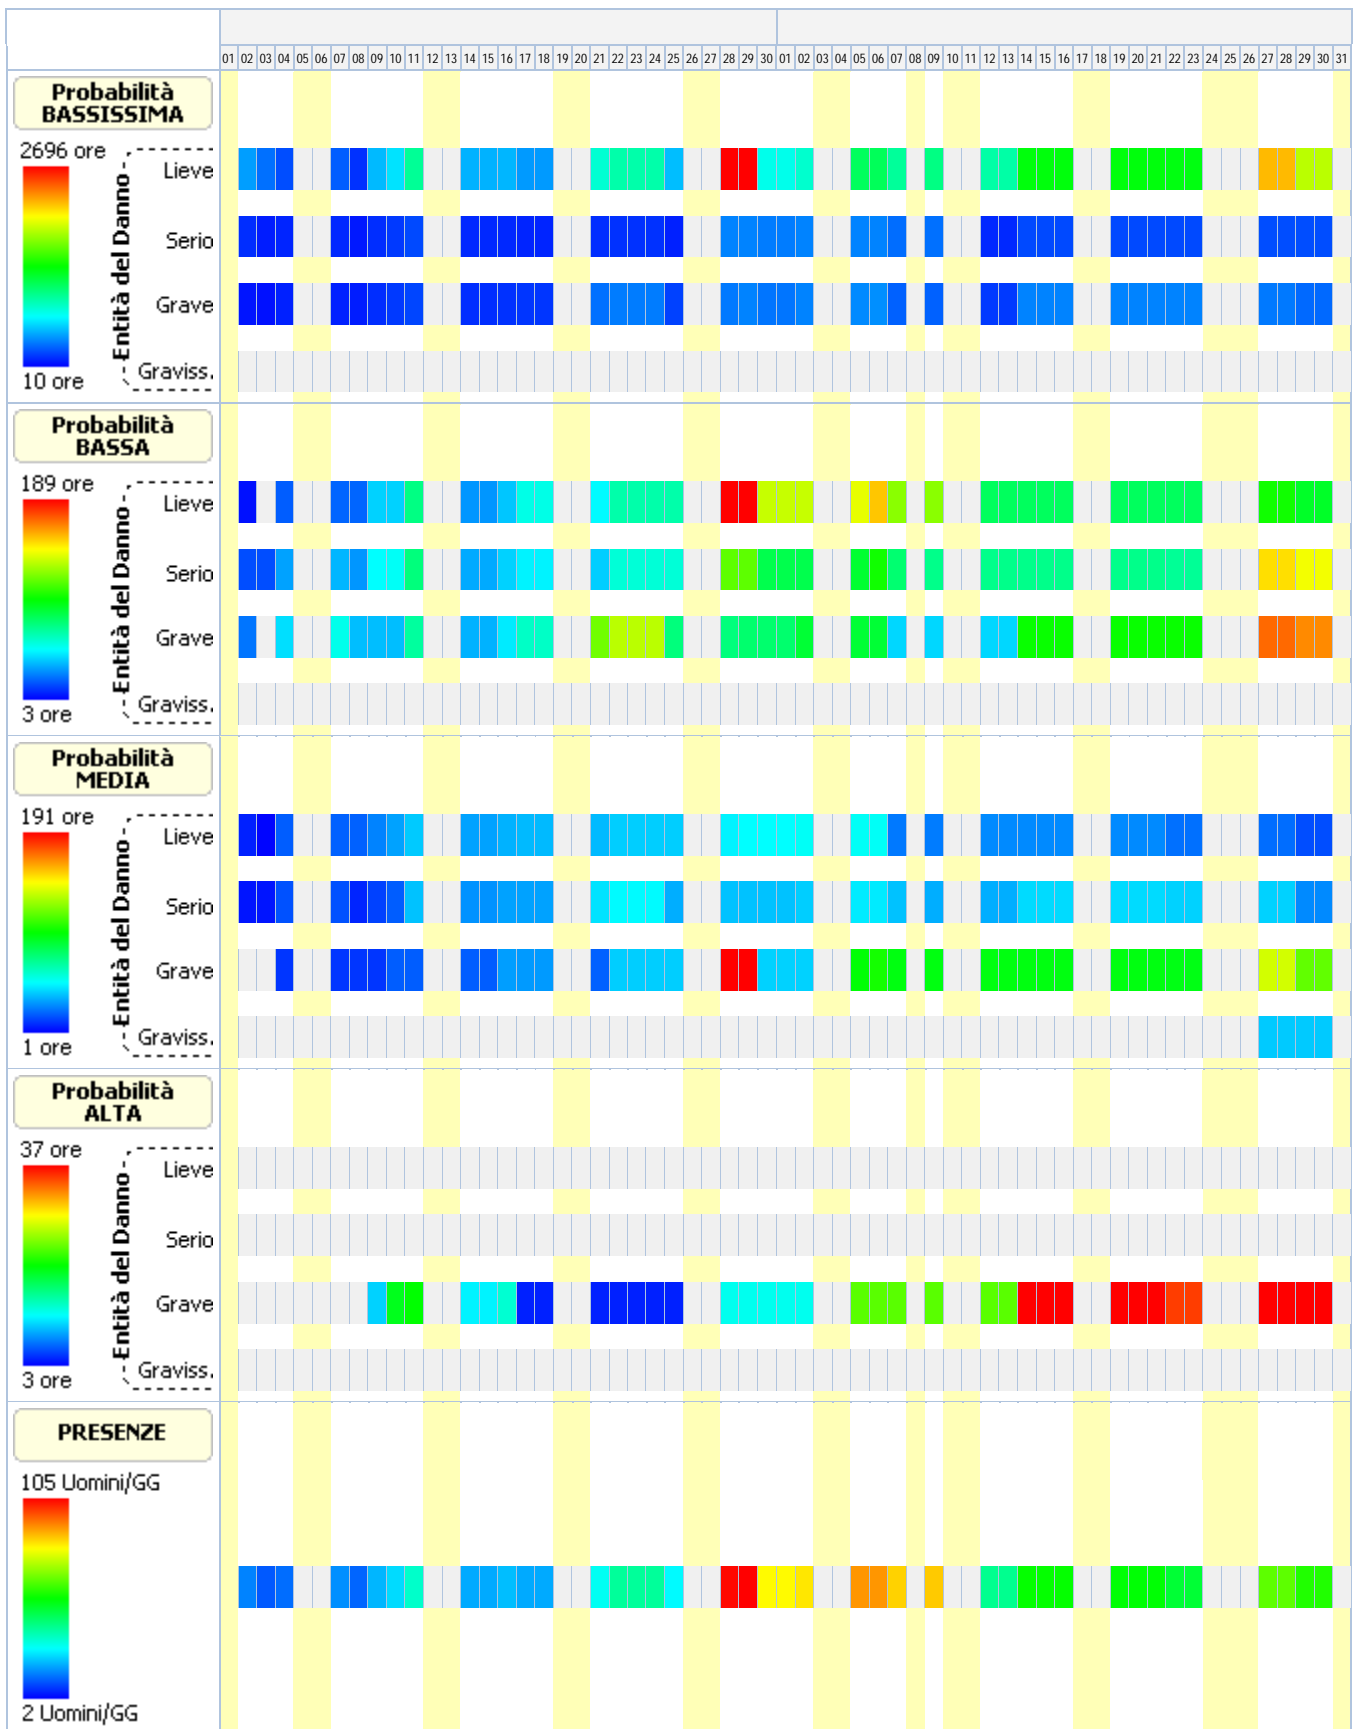 01 02 03 04 05 06 07 08 09 10 11 12 13 14 15 16 17 18 19 20 21 22 23 24 25 26 27 28 29 30 01 02 03 04 05 06 07 08 09 10 11 12 13 14 15 16 17 18 19 20 21 22 23 24 25 26 27 28 29 30 31
Probabilità
BASSISSIMA
2696 ore
10 ore
Entità del Danno
Lieve
Serio
Grave
Graviss.
Probabilità
BASSA
189 ore
3 ore
Entità del Danno
Lieve
Serio
Grave
Graviss.
Probabilità
MEDIA
191 ore
1 ore
Entità del Danno
Lieve
Serio
Grave
Graviss.
Probabilità
ALTA
37 ore
3 ore
Entità del Danno
Lieve
Serio
Grave
Graviss.
PRESENZE
105 Uomini/GG
2 Uomini/GG